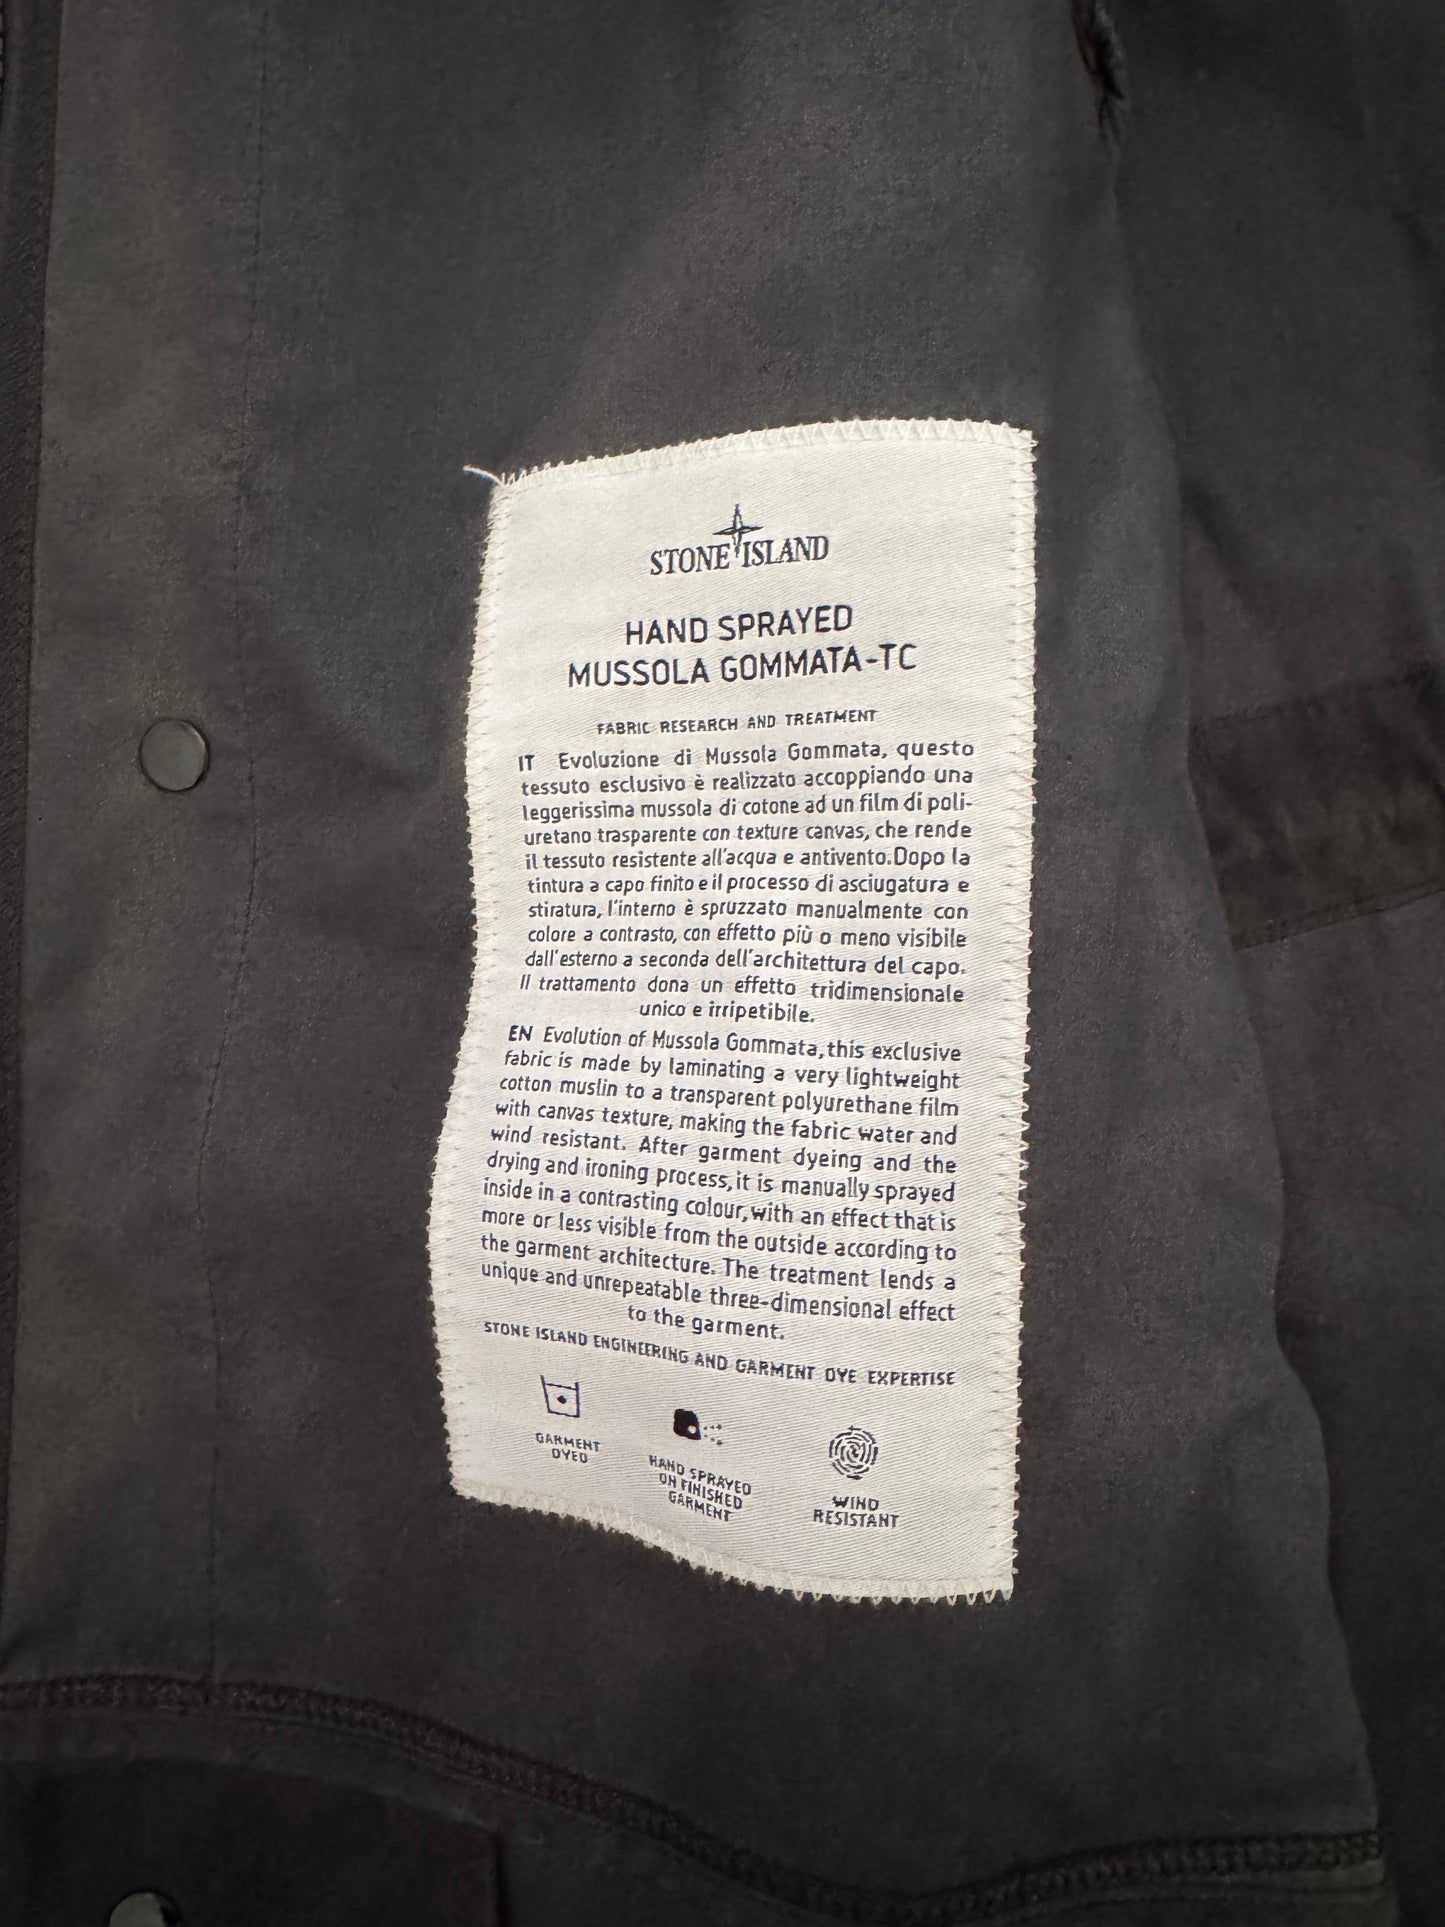 STONE ISLAND
HAND SPRAYED
MUSSOLA GOMMATA-TC
FABRIC RESEARCH AND TREATMENT
IT Evoluzione di Mussola Gommata, questo
tessuto esclusivo è realizzato accoppiando una
leggerissima mussola di cotone ad un film di poli-
uretano trasparente con texture canvas, che rende
il tessuto resistente all'acqua e antivento.Dopo la
tintura a capo finito e il processo di asciugatura e
stiratura, l'interno è spruzzato manualmente con
colore a contrasto, con effetto più o meno visibile
dall'esterno a seconda dell'architettura del capo.
Il trattamento dona un effetto tridimensionale
unico e irripetibile.
EN Evolution of Mussola Gommata, this exclusive
fabric is made by laminating a very lightweight
cotton muslin to a transparent polyurethane film
with canvas texture, making the fabric water and
wind resistant. After garment dyeing and the
drying and ironing process, it is manually sprayed
inside in a contrasting colour, with an effect that is
more or less visible from the outside according to
the garment architecture. The treatment lends a
unique and unrepeatable three-dimensional effect
to the garment.
STONE ISLAND ENGINEERING AND GARMENT DYE EXPERTISE
GARMENT
DYED
HAND SPRAYED
ON FINISHED
GARMENT
WIND
RESISTANT